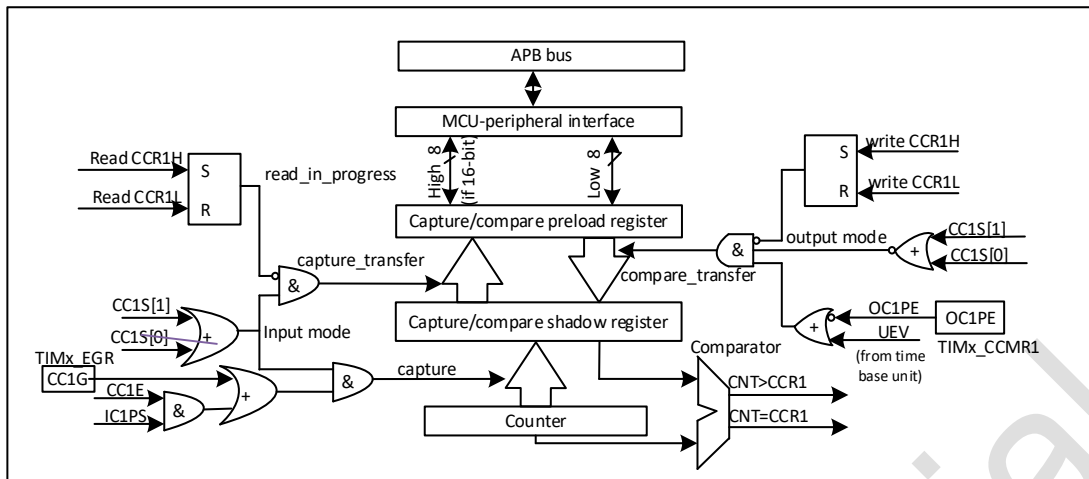 APB bus
MCU-peripheral interface
Read CCR1H
S
read_in_progress
Read CCR1L
R
High 8
(if 16-bit)
Low 8
S
write CCR1H
R
write CCR1L
Capture/compare preload register
CC1S[1]
output mode
&
+
CC1S[0]
capture_transfer
compare_transfer
&
CC1S[1]
Input mode
CC1S[0]
+
Capture/compare shadow register
OC1PE
OC1PE
+
UEV
TIMx_CCMR1
(from time
base unit)
TIMx_EGR
CC1G
Comparator
capture
&
CC1E
+
CNT>CCR1
IC1PS
&
Counter
CNT=CCR1